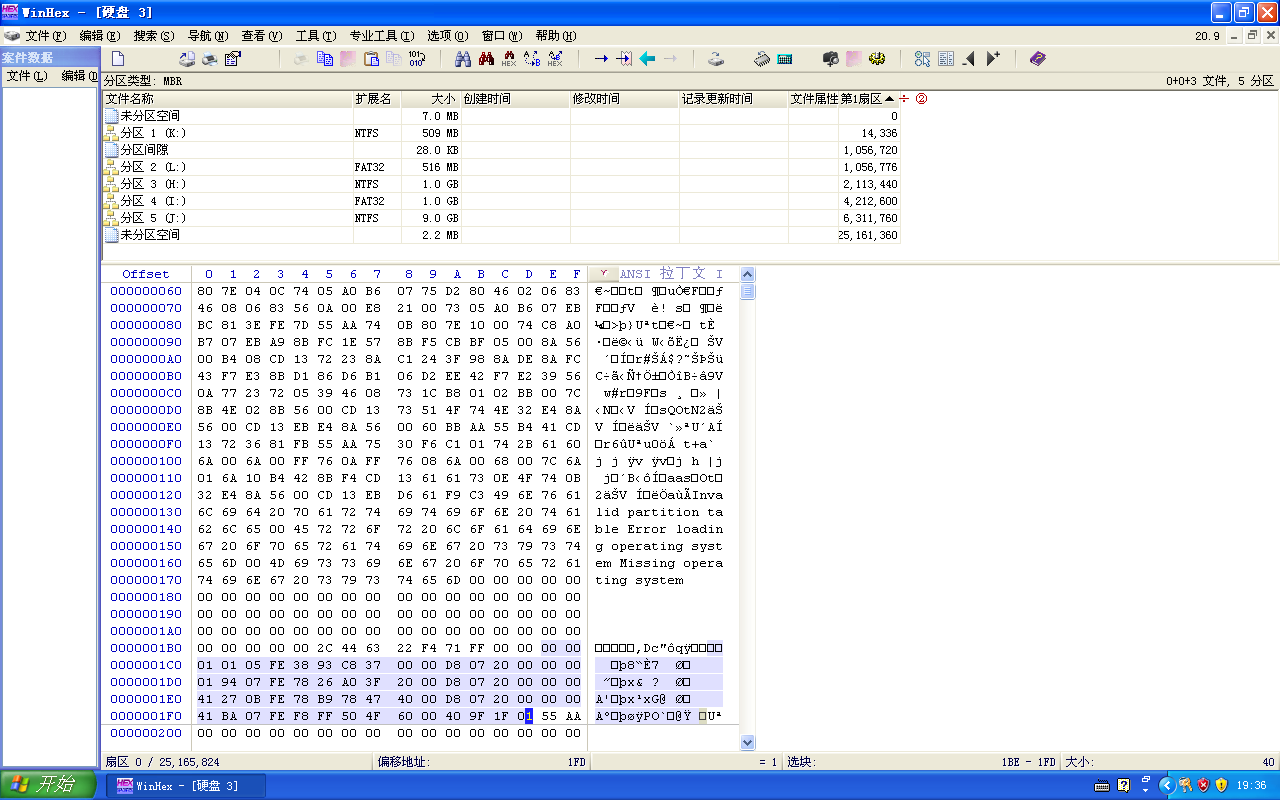 WinHex - [硬盘 3]
文件(F) 编辑(E) 搜索(S) 导航(N) 查看(V) 工具(T) 专业工具(I) 选项(O) 窗口(W) 帮助(H) 20.9
案件数据
文件(L) 编辑(D
分区类型: MBR 0+0+3 文件, 5 分区
文件名称 扩展名 大小 创建时间 修改时间 记录更新时间 文件属性 第1扇区 ②
未分区空间 7.0 MB 0
分区 1 (K:) NTFS 509 MB 14,336
分区间隙 28.0 KB 1,056,720
分区 2 (L:) FAT32 516 MB 1,056,776
分区 3 (H:) NTFS 1.0 GB 2,113,440
分区 4 (I:) FAT32 1.0 GB 4,212,600
分区 5 (J:) NTFS 9.0 GB 6,311,760
未分区空间 2.2 MB 25,161,360
Offset 0 1 2 3 4 5 6 7 8 9 A B C D E F ANSI 拉丁文 I
000000060 80 7E 04 0C 74 05 A0 B6 07 75 D2 80 46 02 06 83
000000070 46 08 06 83 56 0A 00 E8 21 00 73 05 A0 B6 07 EB
000000080 BC 81 3E FE 7D 55 AA 74 0B 80 7E 10 00 74 C8 A0
000000090 B7 07 EB A9 8B FC 1E 57 8B F5 CB BF 05 00 8A 56
0000000A0 00 B4 08 CD 13 72 23 8A C1 24 3F 98 8A DE 8A FC
0000000B0 43 F7 E3 8B D1 86 D6 B1 06 D2 EE 42 F7 E2 39 56
0000000C0 0A 77 23 72 05 39 46 08 73 1C B8 01 02 BB 00 7C
0000000D0 8B 4E 02 8B 56 00 CD 13 73 51 4F 74 4E 32 E4 8A
0000000E0 56 00 CD 13 EB E4 8A 56 00 60 BB AA 55 B4 41 CD
0000000F0 13 72 36 81 FB 55 AA 75 30 F6 C1 01 74 2B 61 60
000000100 6A 00 6A 00 FF 76 0A FF 76 08 6A 00 68 00 7C 6A
000000110 01 6A 10 B4 42 8B F4 CD 13 61 61 73 0E 4F 74 0B
000000120 32 E4 8A 56 00 CD 13 EB D6 61 F9 C3 49 6E 76 61 2äŠV Í□ëÖaùÃInva
000000130 6C 69 64 20 70 61 72 74 69 74 69 6F 6E 20 74 61 lid partition ta
000000140 62 6C 65 00 45 72 72 6F 72 20 6C 6F 61 64 69 6E ble Error loadin
000000150 67 20 6F 70 65 72 61 74 69 6E 67 20 73 79 73 74 g operating syst
000000160 65 6D 00 4D 69 73 73 69 6E 67 20 6F 70 65 72 61 em Missing opera
000000170 74 69 6E 67 20 73 79 73 74 65 6D 00 00 00 00 00 ting system
000000180 00 00 00 00 00 00 00 00 00 00 00 00 00 00 00 00
000000190 00 00 00 00 00 00 00 00 00 00 00 00 00 00 00 00
0000001A0 00 00 00 00 00 00 00 00 00 00 00 00 00 00 00 00
0000001B0 00 00 00 00 00 2C 44 63 22 F4 71 FF 00 00 00 00
0000001C0 01 01 05 FE 38 93 C8 37 00 00 D8 07 20 00 00 00
0000001D0 01 94 07 FE 78 26 A0 3F 20 00 D8 07 20 00 00 00
0000001E0 41 27 0B FE 78 B9 78 47 40 00 D8 07 20 00 00 00
0000001F0 41 BA 07 FE F8 FF 50 4F 60 00 40 9F 1F 01 55 AA
000000200 00 00 00 00 00 00 00 00 00 00 00 00 00 00 00 00
扇区 0 / 25,165,824 偏移地址: 1FD = 1 选块: 1BE - 1FD 大小: 40
开始 WinHex - [硬盘 3] 19:36